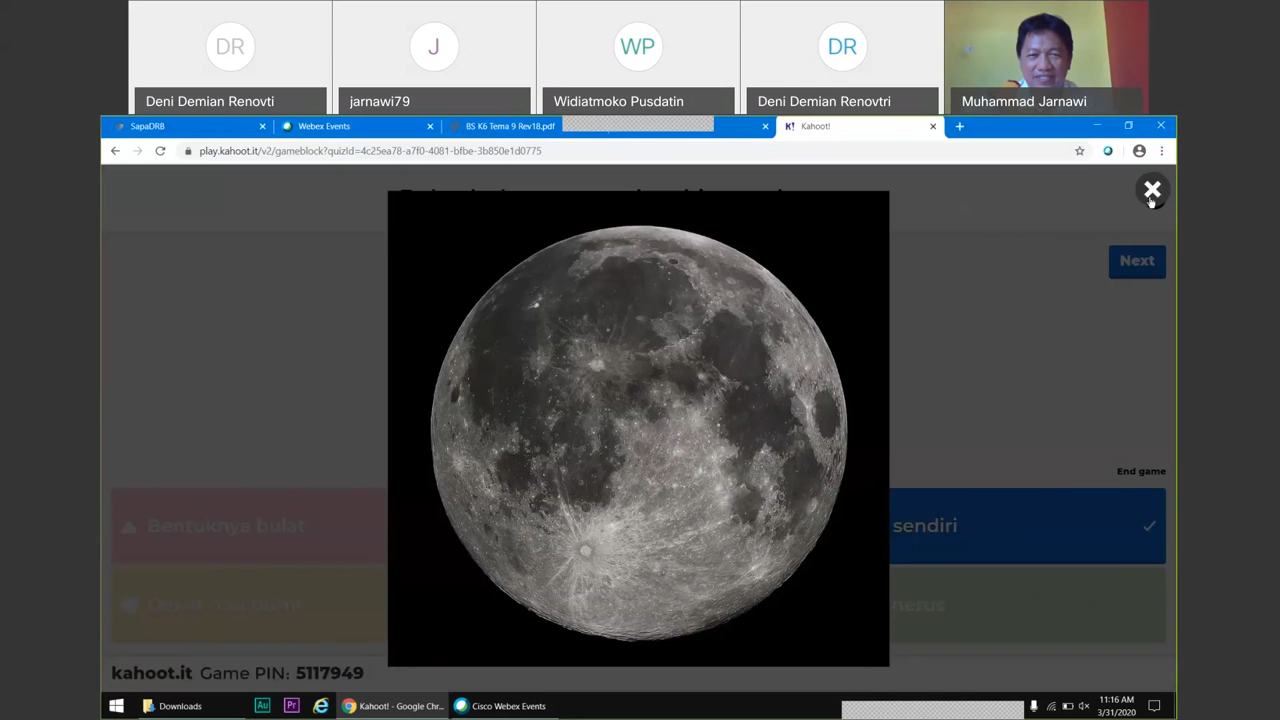 DR
J
WP
DR
Deni Demian Renovti
jarnawi79
Widiatmoko Pusdatin
Deni Demian Renovtri
Muhammad Jarnawi
SapaDRB
Webex Events
BS K6 Tema 9 Rev18.pdf
K! Kahoot!
play.kahoot.it/v2/gameblock?quizId=4c25ea78-a7f0-4081-bfbe-3b850e1d0775
Next
End game
Bentuknya bulat
sendiri
kahoot.it Game PIN: 5117949
Downloads
Au
Pr
Kahoot! - Google Chr...
Cisco Webex Events
11:16 AM
3/31/2020